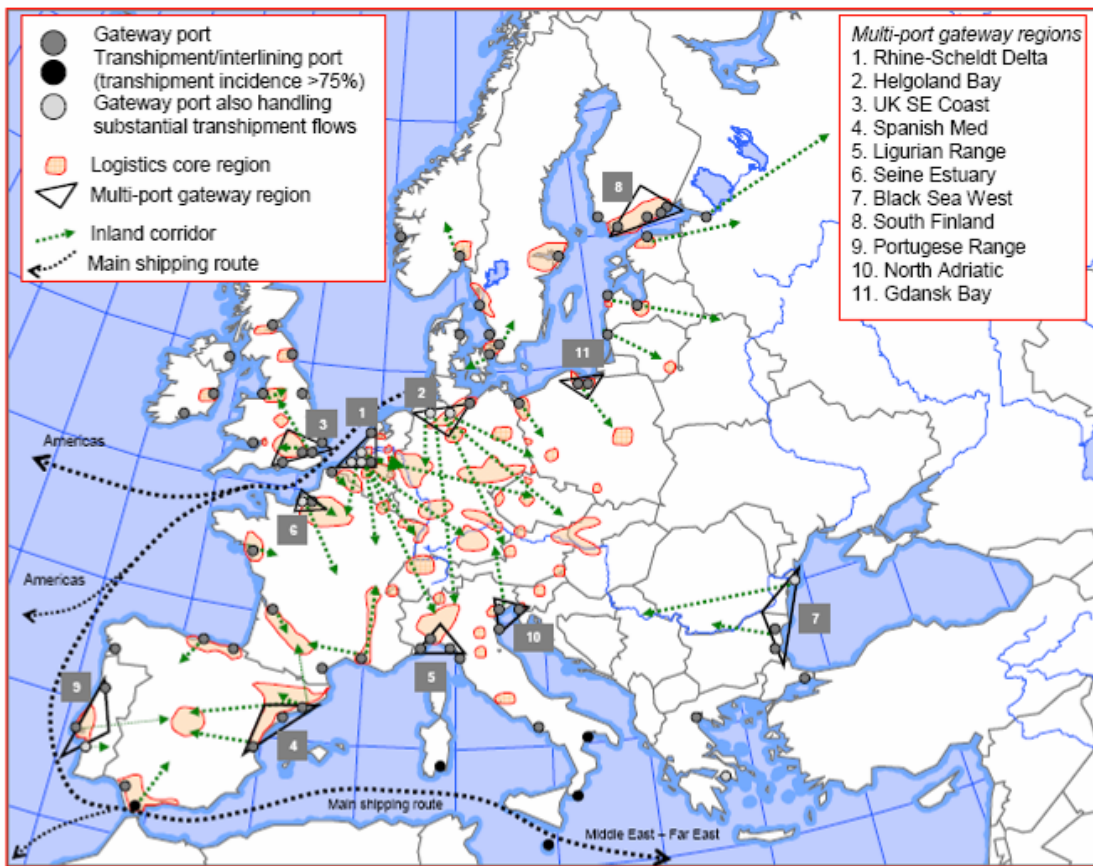 Gateway port
Transhipment/interlining port
(transhipment incidence >75%)
Gateway port also handling
substantial transhipment flows
Logistics core region
Multi-port gateway region
Inland corridor
Main shipping route
Multi-port gateway regions
1. Rhine-Scheldt Delta
2. Helgoland Bay
3. UK SE Coast
4. Spanish Med
5. Ligurian Range
6. Seine Estuary
7. Black Sea West
8. South Finland
9. Portugese Range
10. North Adriatic
11. Gdansk Bay
8
11
2
1
3
Americas
6
Americas
7
10
5
9
4
Main shipping route
Middle East – Far East